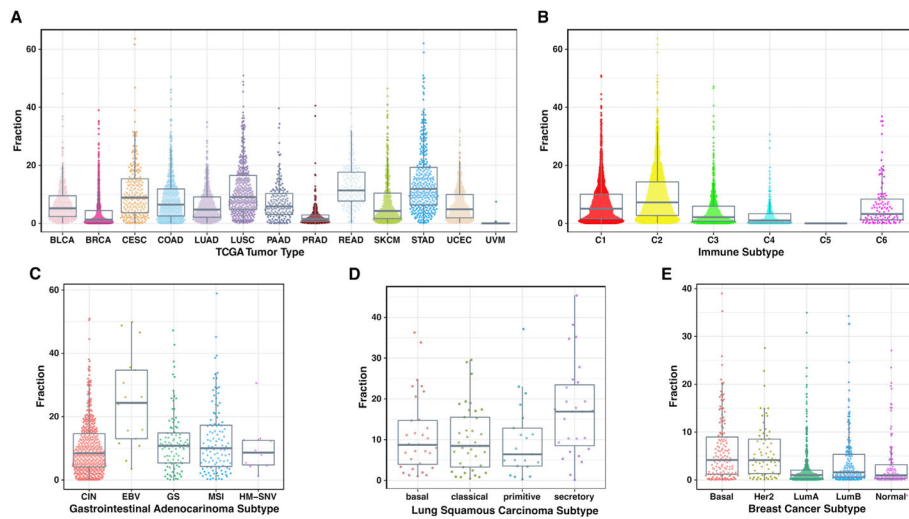 A
Fraction
60
40
20
0
BLCA BRCA CESC COAD LUAD LUSC PAAD PRAD READ SKCM STAD UCEC UVM
TCGA Tumor Type
B
Fraction
60
40
20
0
C1 C2 C3 C4 C5 C6
Immune Subtype
C
Fraction
60
40
20
0
CIN EBV GS MSI HM-SNV
Gastrointestinal Adenocarinoma Subtype
D
Fraction
40
30
20
10
0
basal classical primitive secretory
Lung Squamous Carcinoma Subtype
E
Fraction
40
30
20
10
0
Basal Her2 LumA LumB Normal
Breast Cancer Subtype